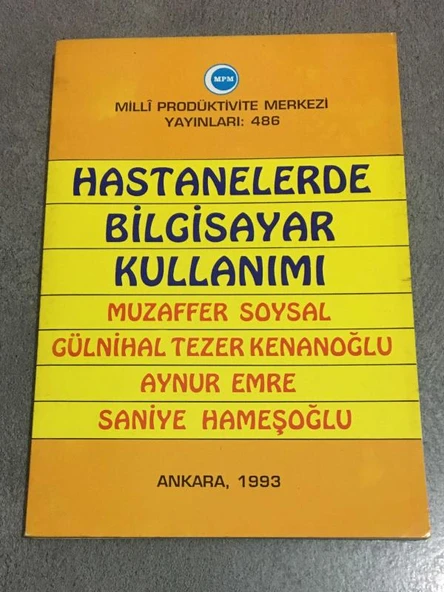 MPM
MİLLÎ PRODÜKTİVİTE MERKEZİ
YAYINLARI: 486
HASTANELERDE
BİLGİSAYAR
KULLANIMI
MUZAFFER SOYSAL
GÜLNİHAL TEZER KENANOĞLU
AYNUR EMRE
SANİYE HAMEŞOĞLU
ANKARA, 1993